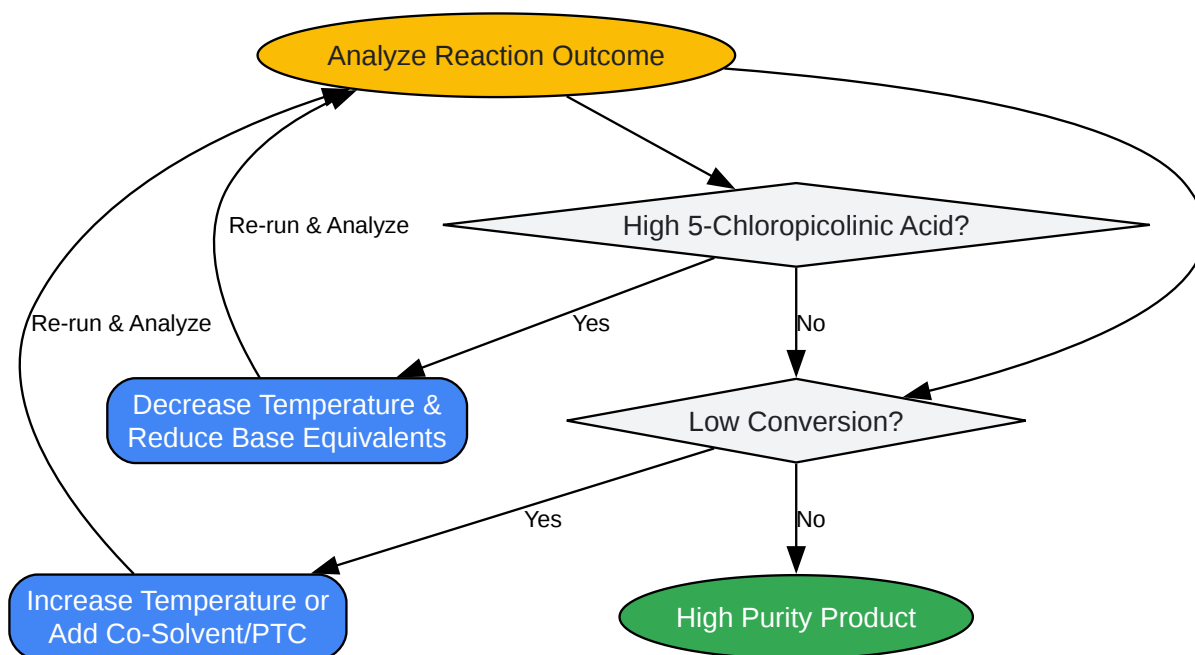 Analyze Reaction Outcome
High 5-Chloropicolinic Acid?
Re-run & Analyze
Re-run & Analyze
Yes
No
Decrease Temperature &
Reduce Base Equivalents
Low Conversion?
Yes
No
Increase Temperature or
Add Co-Solvent/PTC
High Purity Product